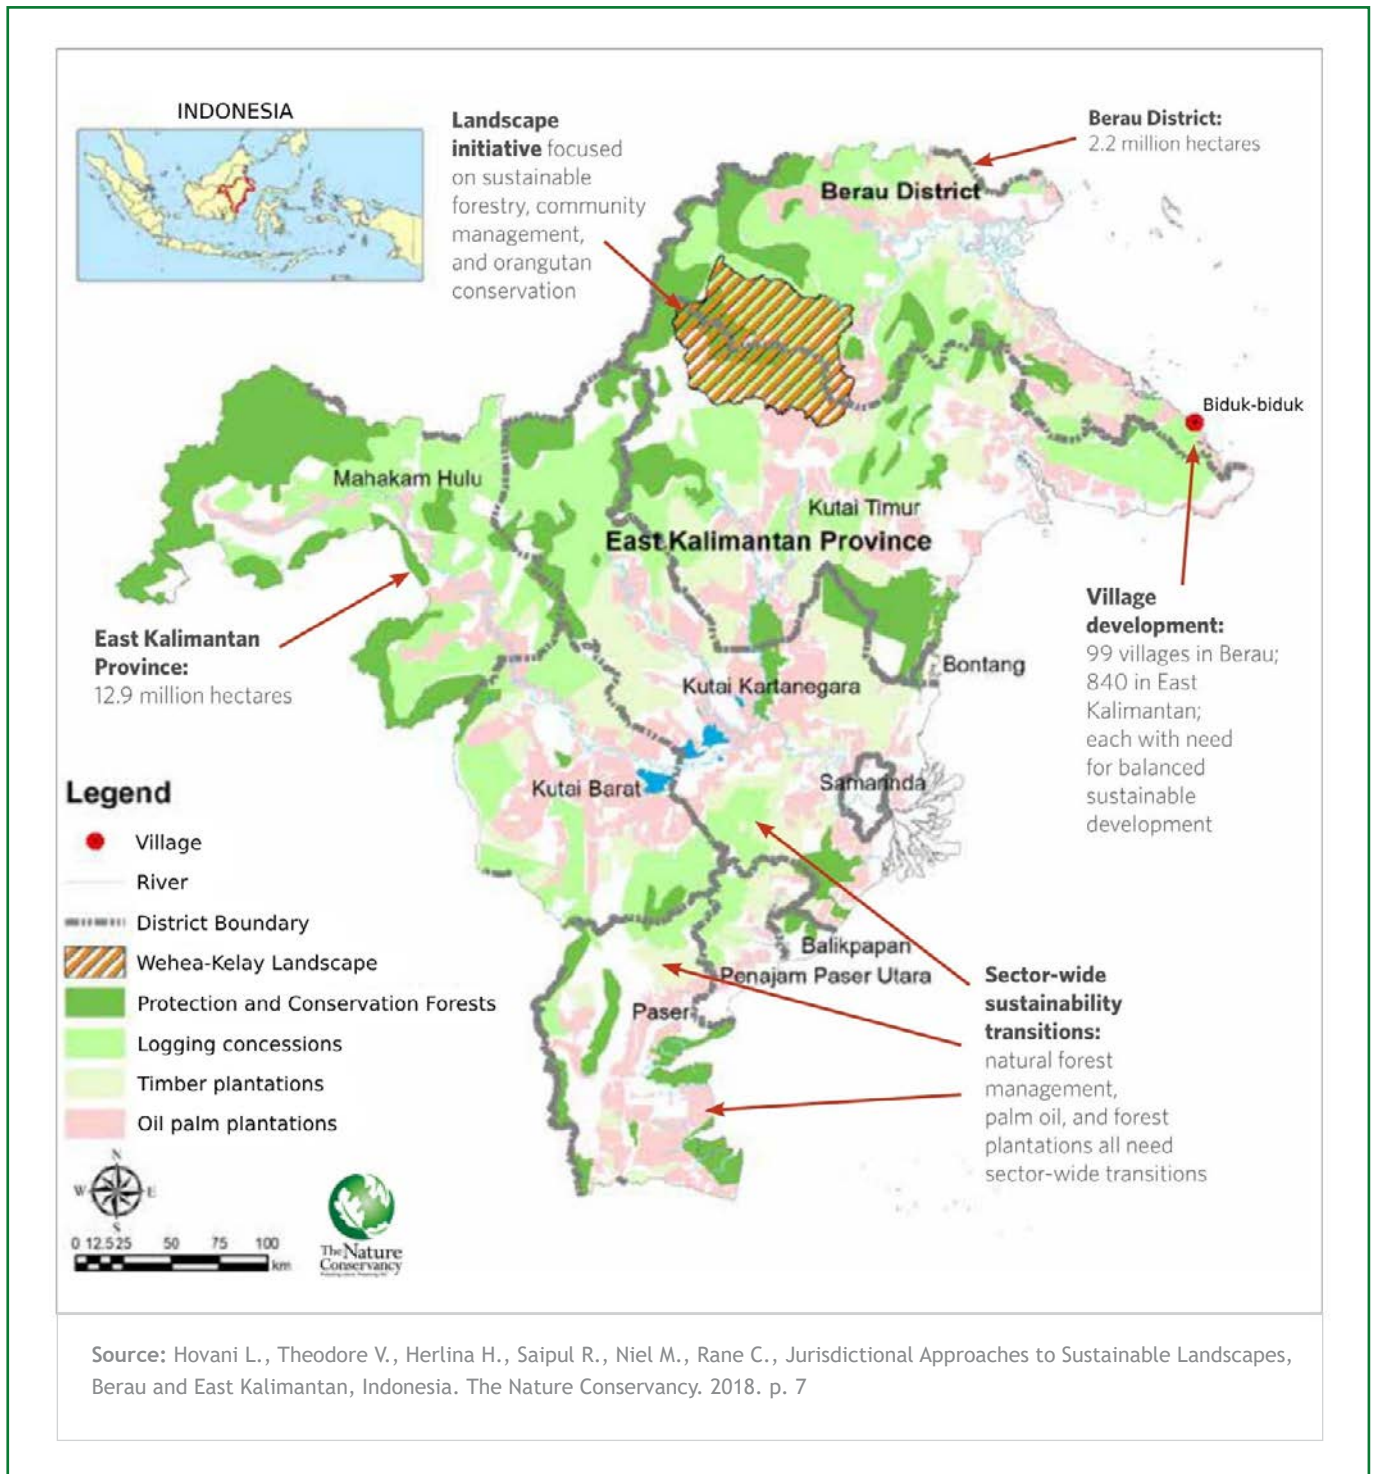 INDONESIA
Landscape
initiative focused
on sustainable
forestry, community
management,
and orangutan
conservation
Berau District:
2.2 million hectares
Berau District
Biduk-biduk
Mahakam Hulu
Kutai Timur
East Kalimantan Province
East Kalimantan
Province:
12.9 million hectares
Village
development:
99 villages in Berau;
840 in East
Kalimantan;
each with need
for balanced
sustainable
development
Bontang
Kutai Kartanegara
Kutai Barat
Samarinda
Balikpapan
Penajam Paser Utara
Paser
Sector-wide
sustainability
transitions:
natural forest
management,
palm oil, and forest
plantations all need
sector-wide transitions
Legend
Village
River
District Boundary
Wehea-Kelay Landscape
Protection and Conservation Forests
Logging concessions
Timber plantations
Oil palm plantations
N
W E
S
0 12.525 50 75 100
km
The Nature
Conservancy
Source: Hovani L., Theodore V., Herlina H., Saipul R., Niel M., Rane C., Jurisdictional Approaches to Sustainable Landscapes,
Berau and East Kalimantan, Indonesia. The Nature Conservancy. 2018. p. 7